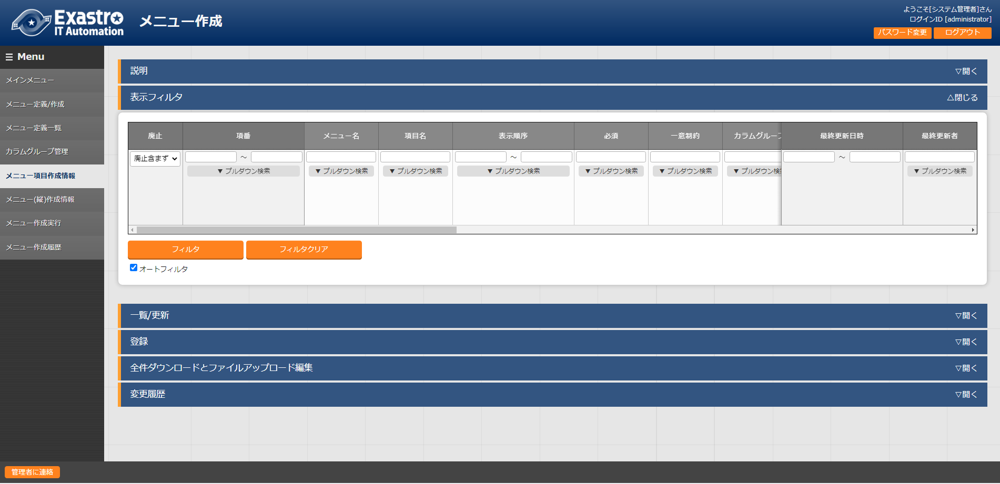 Exastro
IT Automation
メニュー作成
ようこそ[システム管理者]さん
ログインID [administrator]
パスワード変更
ログアウト
Menu
メインメニュー
メニュー定義/作成
メニュー定義一覧
カラムグループ管理
メニュー項目作成情報
メニュー(縦)作成情報
メニュー作成実行
メニュー作成履歴
説明
▽開く
表示フィルタ
△閉じる
廃止
項番
メニュー名
項目名
表示順序
必須
一意制約
カラムグループ
最終更新日時
最終更新者
廃止含まず
～
～
～
▼ プルダウン検索
▼ プルダウン検索
▼ プルダウン検索
▼ プルダウン検索
▼ プルダウン検索
▼ プルダウン検索
▼ プルダウン検
▼ プルダウン検索
フィルタ
フィルタクリア
オートフィルタ
一覧/更新
▽開く
登録
▽開く
全件ダウンロードとファイルアップロード編集
▽開く
変更履歴
▽開く
管理者に連絡